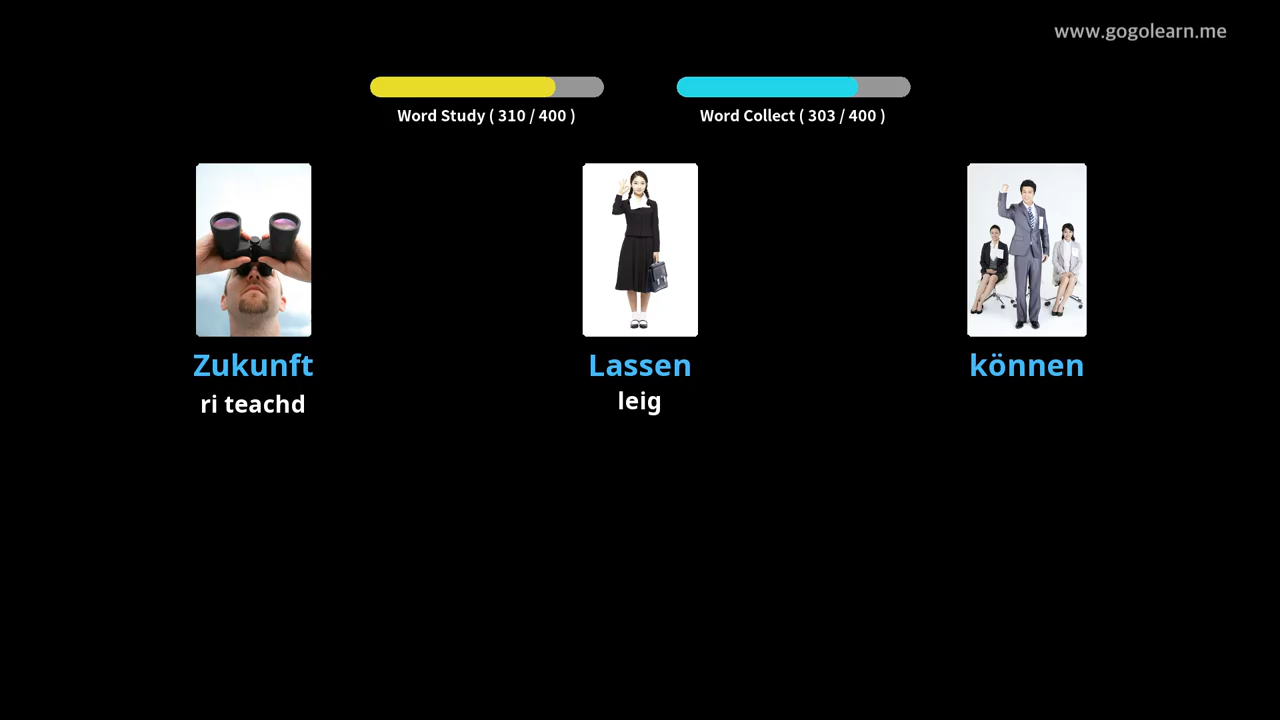 www.gogolearn.me
Word Study ( 310 / 400 )
Word Collect ( 303 / 400 )
Zukunft
Lassen
können
ri teachd
leig